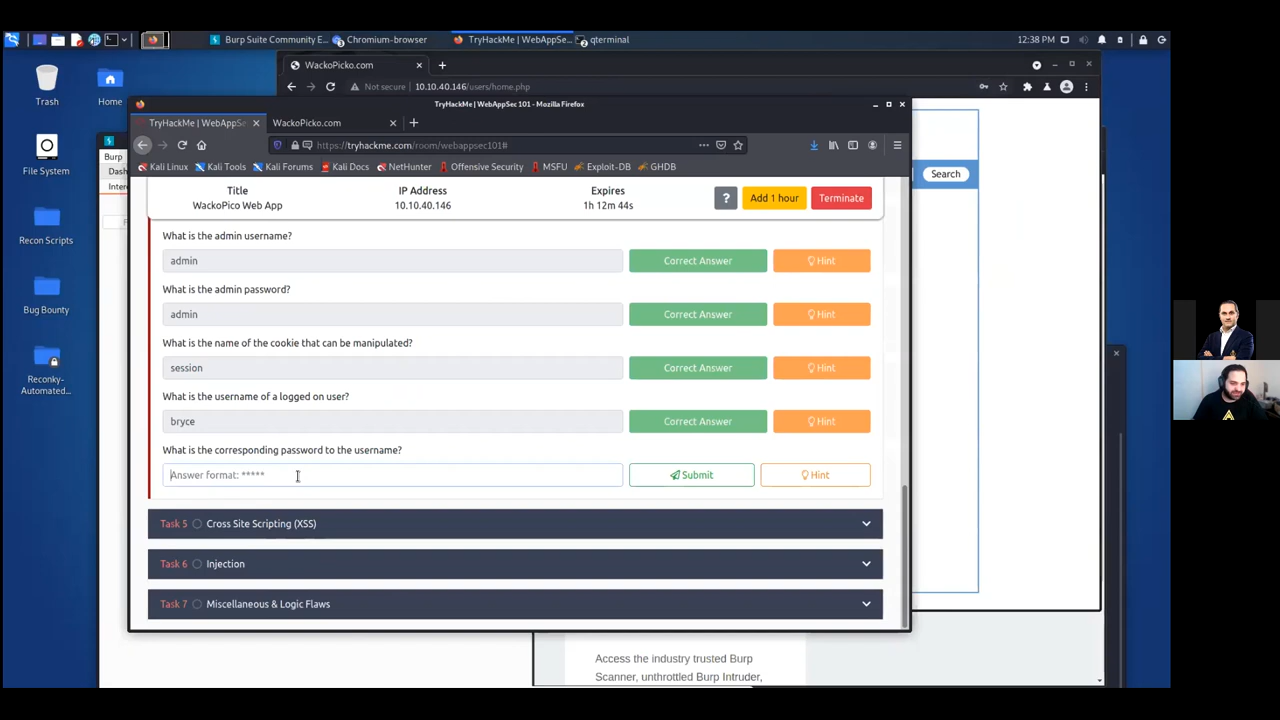 Burp Suite Community E...
Chromium-browser
TryHackMe | WebAppSe...
qterminal
12:38 PM
Trash
Home
File System
Recon Scripts
Bug Bounty
Reconky-
Automated...
WackoPicko.com
Not secure
10.10.40.146/users/home.php
Search
Burp
Dash
Inter
TryHackMe | WebAppSec 101 - Mozilla Firefox
TryHackMe | WebAppSe
WackoPicko.com
https://tryhackme.com/room/webappsec101#
Kali Linux
Kali Tools
Kali Forums
Kali Docs
NetHunter
Offensive Security
MSFU
Exploit-DB
GHDB
Title
IP Address
Expires
WackoPico Web App
10.10.40.146
1h 12m 44s
?
Add 1 hour
Terminate
What is the admin username?
admin
Correct Answer
Hint
What is the admin password?
admin
Correct Answer
Hint
What is the name of the cookie that can be manipulated?
session
Correct Answer
Hint
What is the username of a logged on user?
bryce
Correct Answer
Hint
What is the corresponding password to the username?
Answer format: *****
Submit
Hint
Task 5
Cross Site Scripting (XSS)
Task 6
Injection
Task 7
Miscellaneous & Logic Flaws
Access the industry trusted Burp
Scanner, unthrottled Burp Intruder,